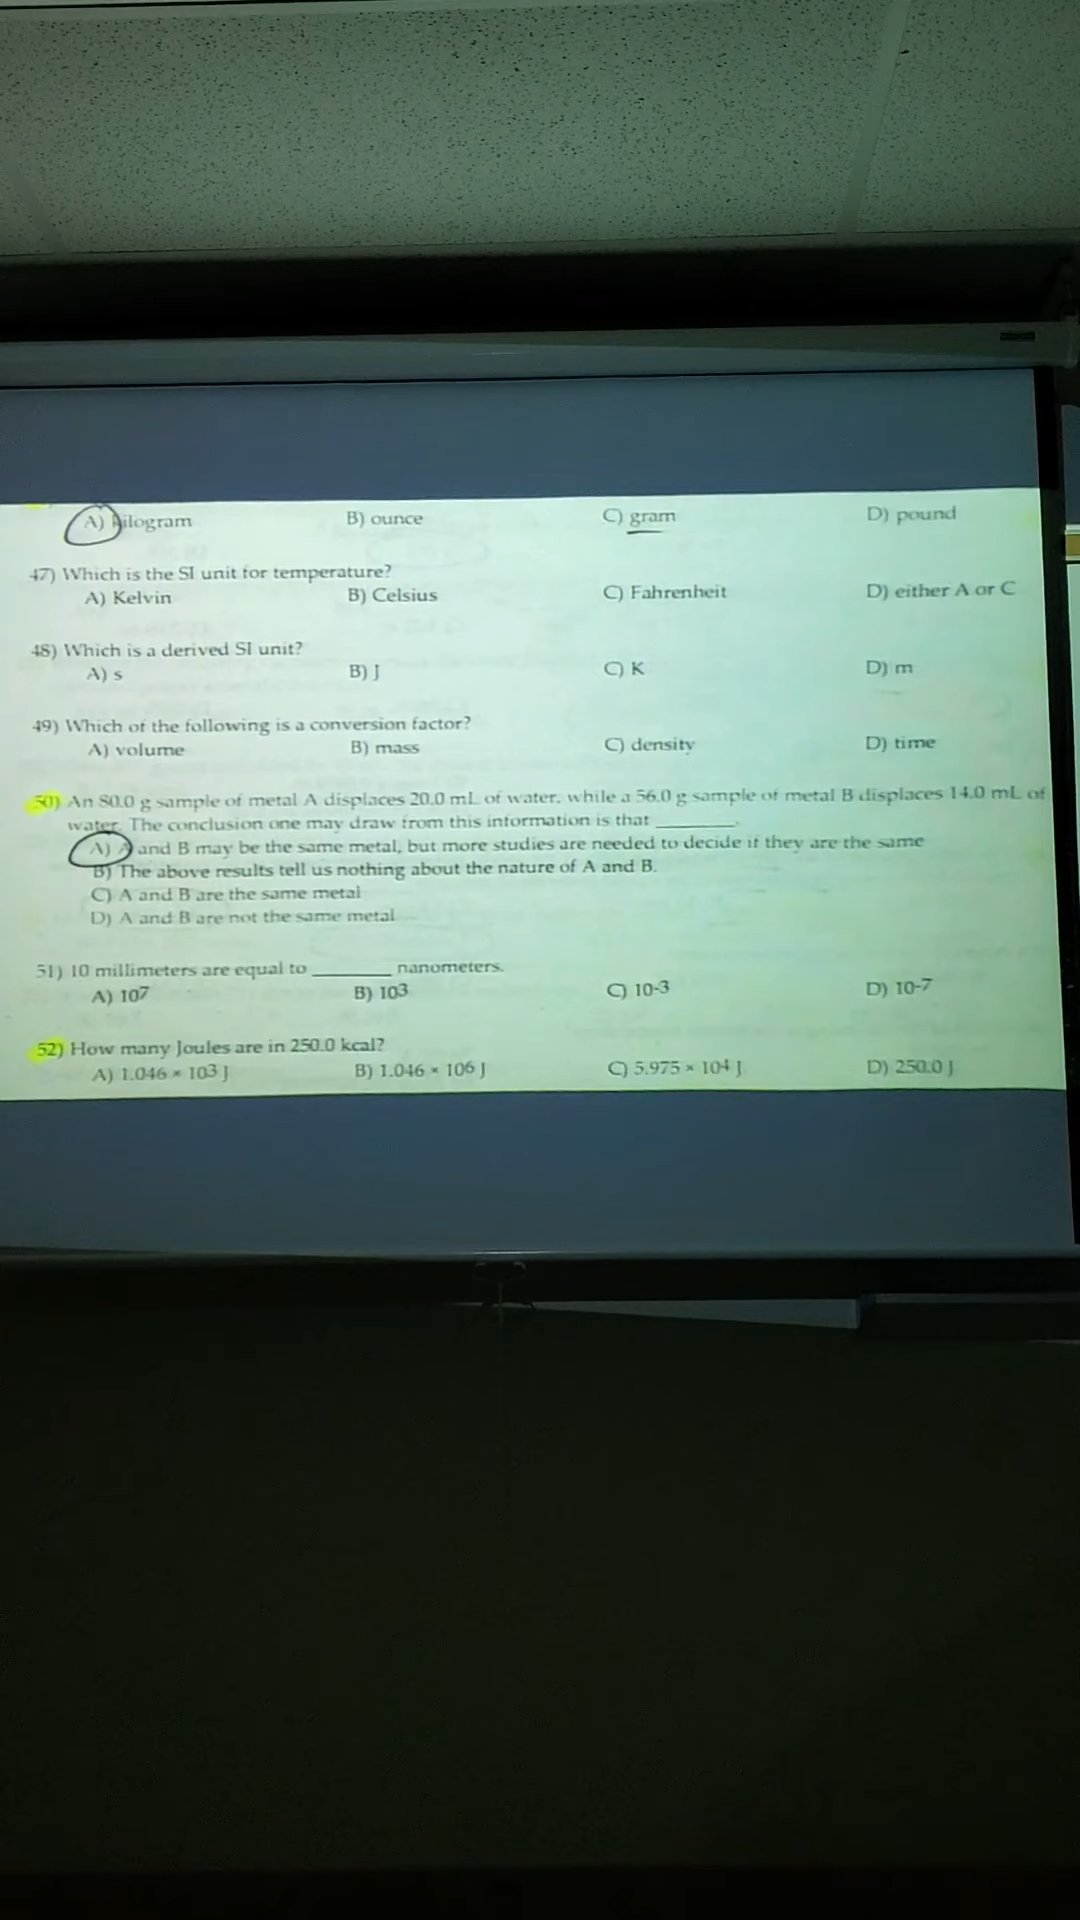 A) kilogram B) ounce C) gram D) pound
47) Which is the SI unit for temperature?
A) Kelvin B) Celsius C) Fahrenheit D) either A or C
48) Which is a derived SI unit?
A) s B) J C) K D) m
49) Which of the following is a conversion factor?
A) volume B) mass C) density D) time
50) An 80.0 g sample of metal A displaces 20.0 mL of water, while a 56.0 g sample of metal B displaces 14.0 mL of
water. The conclusion one may draw from this information is that ________.
A) A and B may be the same metal, but more studies are needed to decide if they are the same
B) The above results tell us nothing about the nature of A and B.
C) A and B are the same metal
D) A and B are not the same metal
51) 10 millimeters are equal to ________ nanometers.
A) 107 B) 103 C) 10-3 D) 10-7
52) How many Joules are in 250.0 kcal?
A) 1.046 × 103 J B) 1.046 × 106 J C) 5.975 × 104 J D) 250.0 J